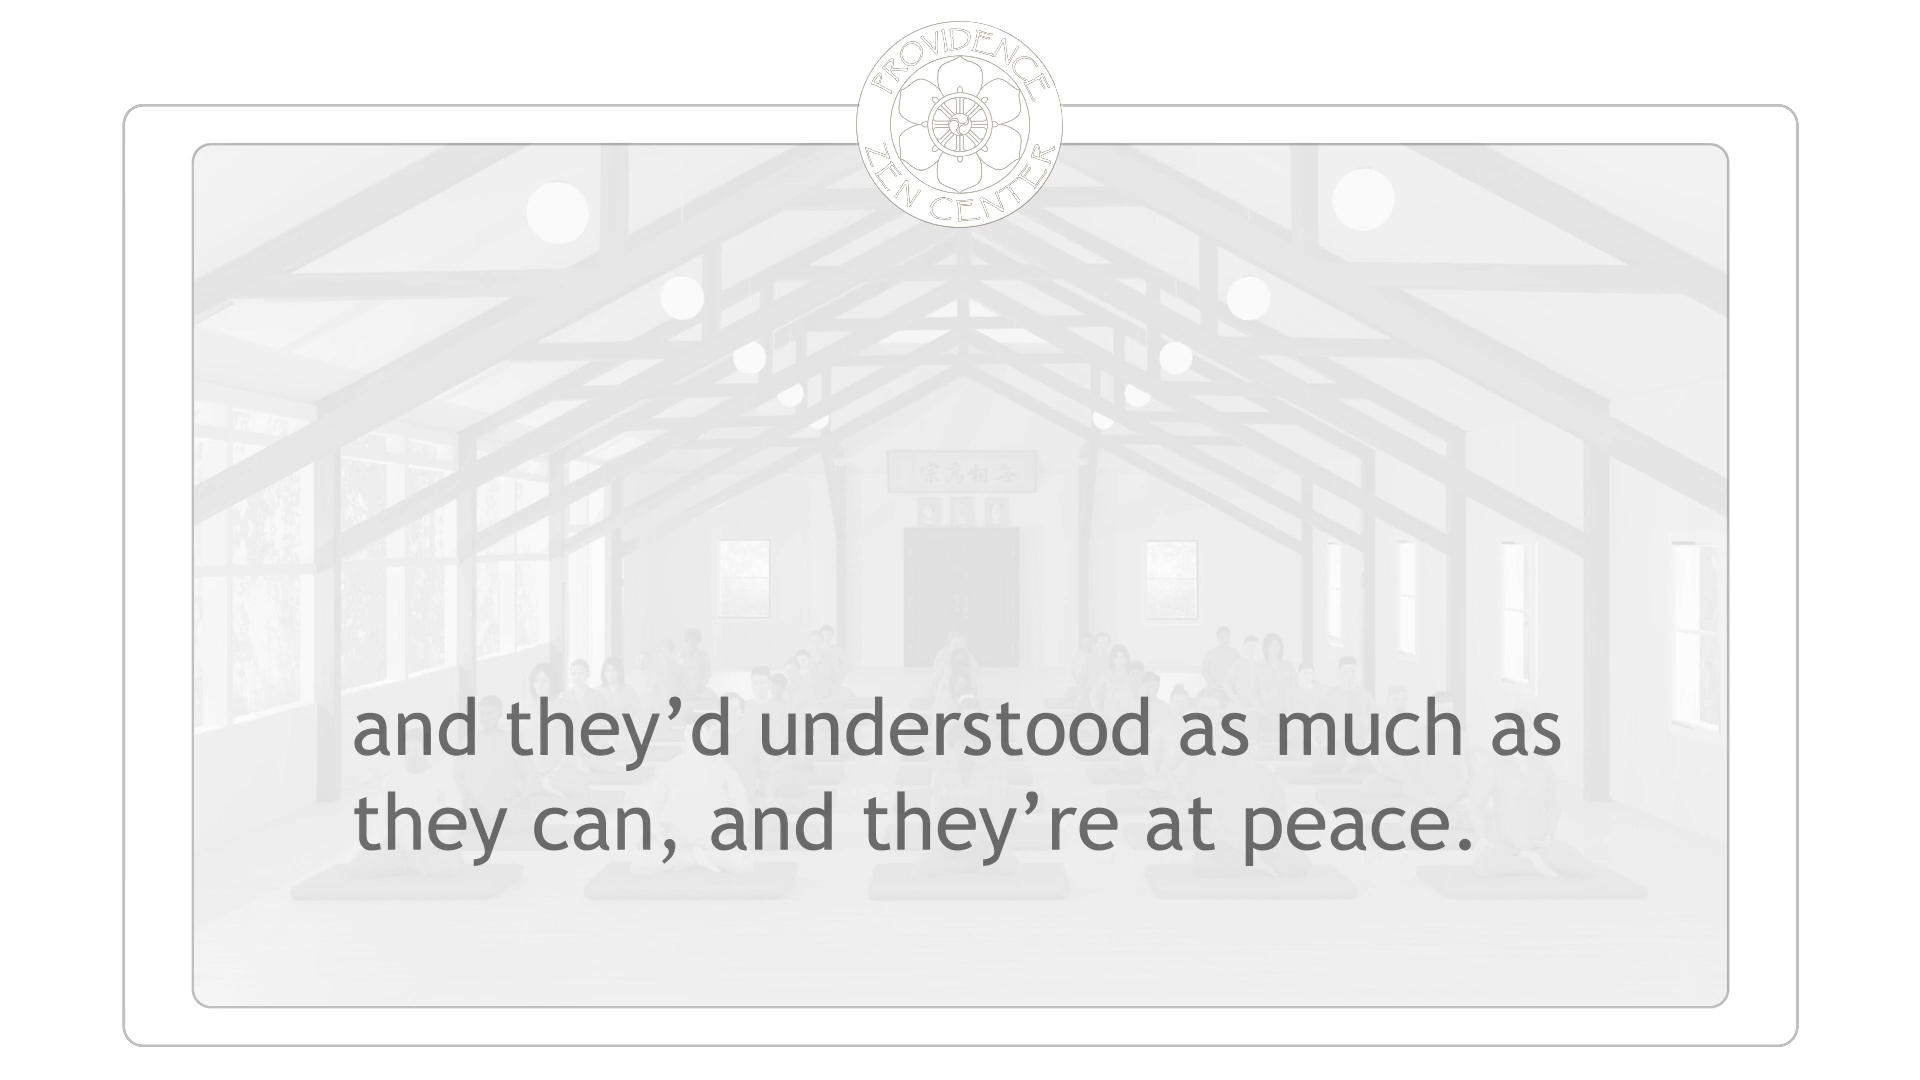 PROVIDENCE
ZEN CENTER
and they’d understood as much as
they can, and they’re at peace.